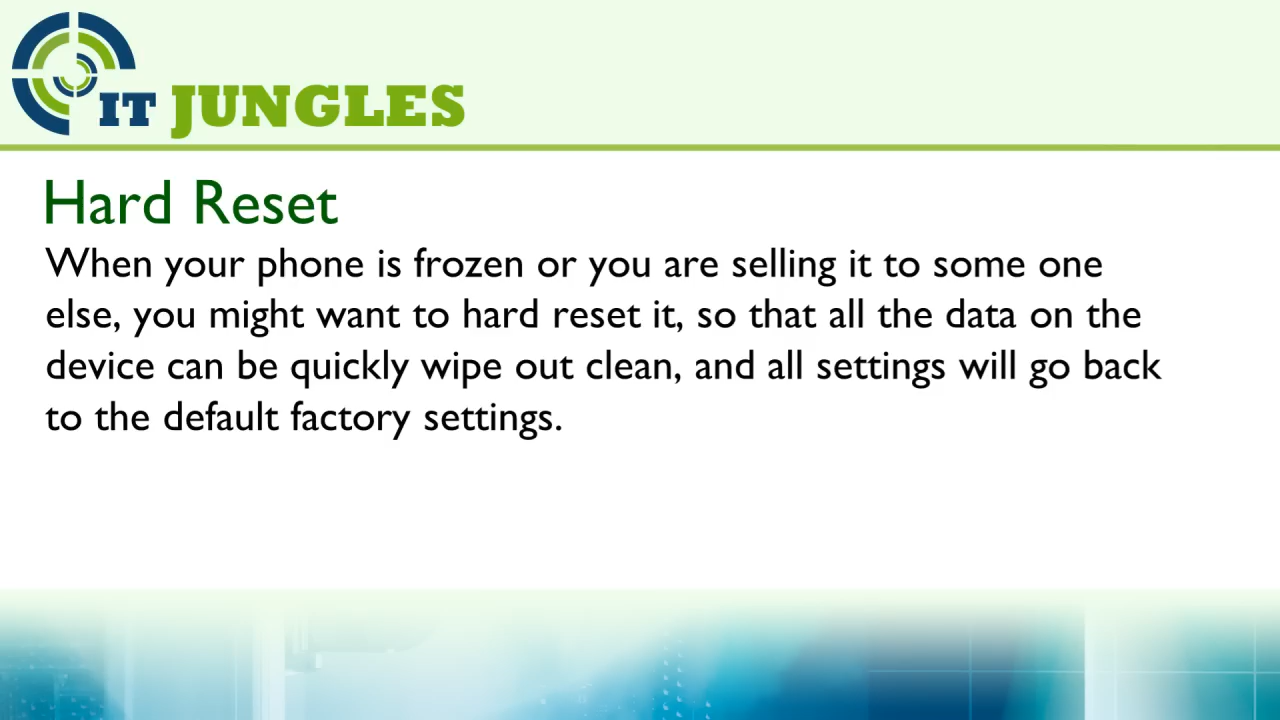 IT JUNGLES
Hard Reset
When your phone is frozen or you are selling it to some one
else, you might want to hard reset it, so that all the data on the
device can be quickly wipe out clean, and all settings will go back
to the default factory settings.